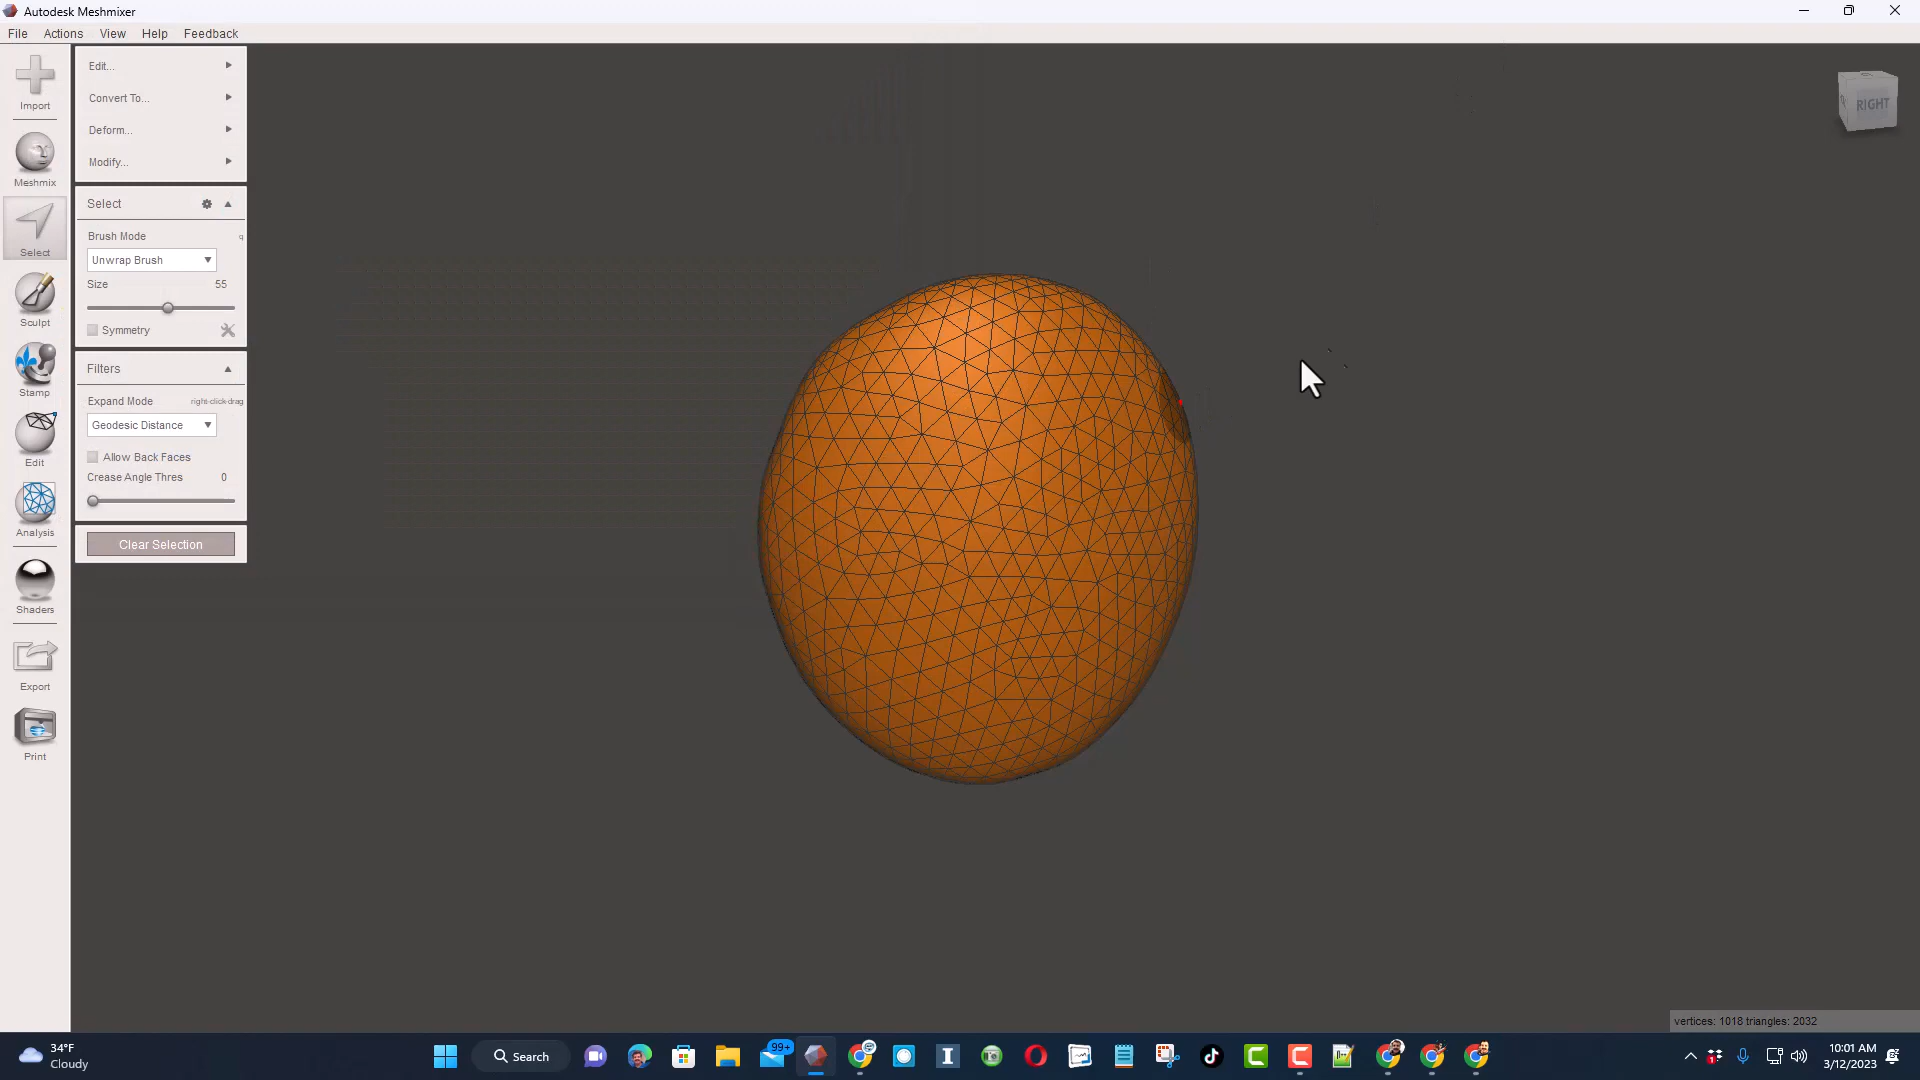 Autodesk Meshmixer
File Actions View Help Feedback
Import
Meshmix
Select
Sculpt
Stamp
Edit
Analysis
Shaders
Export
Print
Edit...
Convert To...
Deform...
Modify...
Select
Brush Mode q
Unwrap Brush
Size 55
Symmetry
Filters
Expand Mode right-click-drag
Geodesic Distance
Allow Back Faces
Crease Angle Thres 0
Clear Selection
RIGHT
vertices: 1018 triangles: 2032
34°F
Cloudy
Search
99+
I
1
10:01 AM
3/12/2023